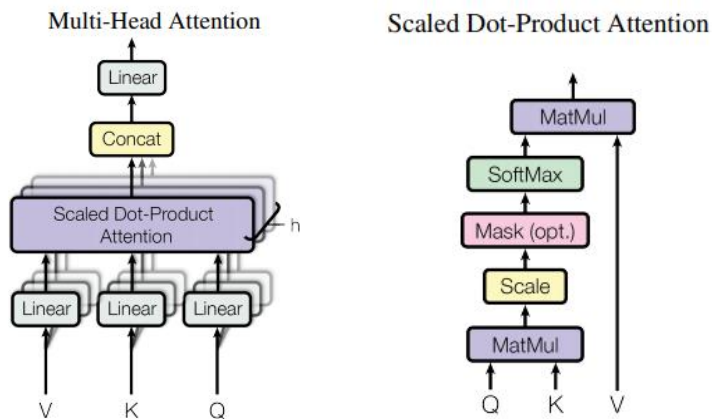 Multi-Head Attention
Linear
Concat
Scaled Dot-Product
Attention
h
Linear
Linear
Linear
V
K
Q
Scaled Dot-Product Attention
MatMul
SoftMax
Mask (opt.)
Scale
MatMul
Q
K
V